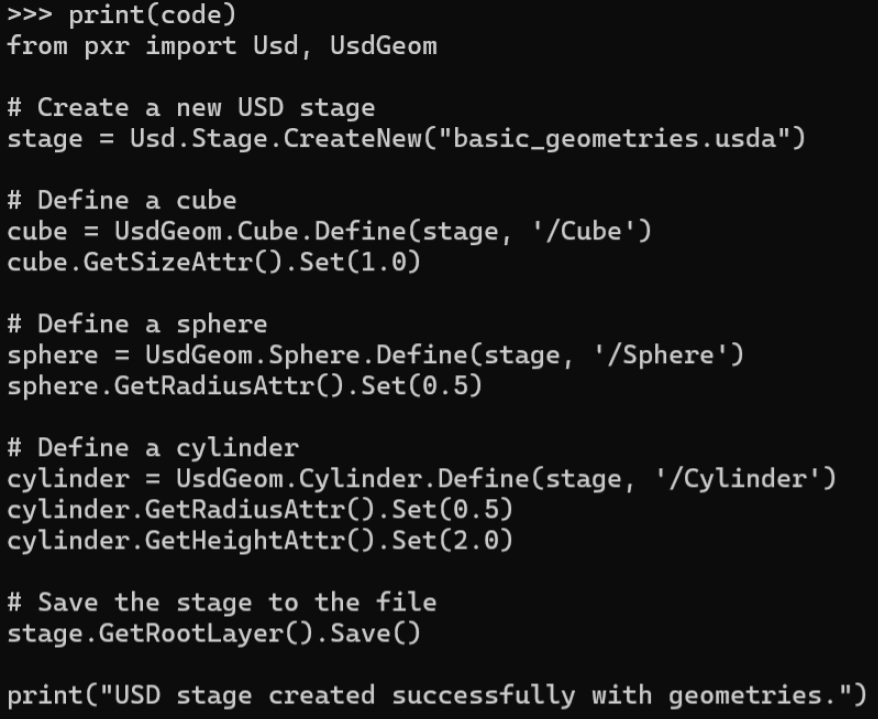 >>> print(code)
from pxr import Usd, UsdGeom

# Create a new USD stage
stage = Usd.Stage.CreateNew("basic_geometries.usda")

# Define a cube
cube = UsdGeom.Cube.Define(stage, '/Cube')
cube.GetSizeAttr().Set(1.0)

# Define a sphere
sphere = UsdGeom.Sphere.Define(stage, '/Sphere')
sphere.GetRadiusAttr().Set(0.5)

# Define a cylinder
cylinder = UsdGeom.Cylinder.Define(stage, '/Cylinder')
cylinder.GetRadiusAttr().Set(0.5)
cylinder.GetHeightAttr().Set(2.0)

# Save the stage to the file
stage.GetRootLayer().Save()

print("USD stage created successfully with geometries.")